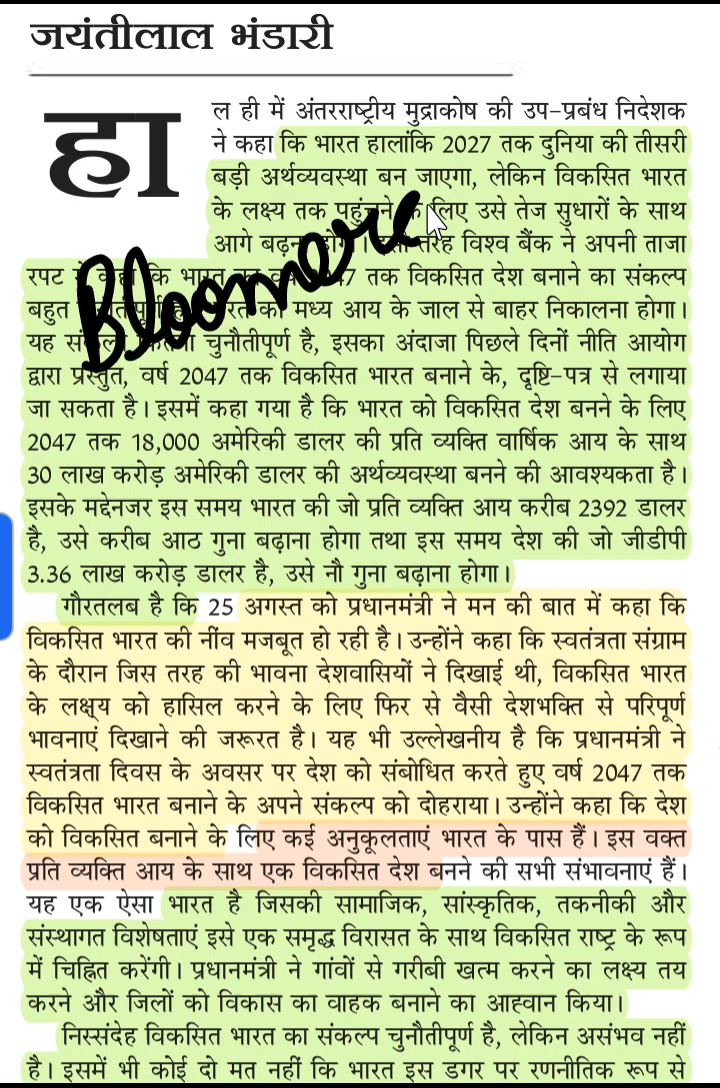 जयंतीलाल भंडारी
हा
ल ही में अंतरराष्ट्रीय मुद्राकोष की उप-प्रबंध निदेशक
ने कहा कि भारत हालांकि 2027 तक दुनिया की तीसरी
बड़ी अर्थव्यवस्था बन जाएगा, लेकिन विकसित भारत
के लक्ष्य तक पहुंचने के लिए उसे तेज सुधारों के साथ
आगे बढ़ना होगा। तरह विश्व बैंक ने अपनी ताजा
रपट में कहा कि भारत तक विकसित देश बनाने का संकल्प
बहुत को मध्य आय के जाल से बाहर निकालना होगा।
यह चुनौतीपूर्ण है, इसका अंदाजा पिछले दिनों नीति आयोग
Bloomere
द्वारा प्रस्तुत, वर्ष 2047 तक विकसित भारत बनाने के, दृष्टि-पत्र से लगाया
जा सकता है। इसमें कहा गया है कि भारत को विकसित देश बनने के लिए
2047 तक 18,000 अमेरिकी डालर की प्रति व्यक्ति वार्षिक आय के साथ
30 लाख करोड़ अमेरिकी डालर की अर्थव्यवस्था बनने की आवश्यकता है।
इसके मद्देनजर इस समय भारत की जो प्रति व्यक्ति आय करीब 2392 डालर
है, उसे करीब आठ गुना बढ़ाना होगा तथा इस समय देश की जो जीडीपी
3.36 लाख करोड़ डालर है, उसे नौ गुना बढ़ाना होगा।
गौरतलब है कि 25 अगस्त को प्रधानमंत्री ने मन की बात में कहा कि
विकसित भारत की नींव मजबूत हो रही है। उन्होंने कहा कि स्वतंत्रता संग्राम
के दौरान जिस तरह की भावना देशवासियों ने दिखाई थी, विकसित भारत
के लक्ष्य को हासिल करने के लिए फिर से वैसी देशभक्ति से परिपूर्ण
भावनाएं दिखाने की जरूरत है। यह भी उल्लेखनीय है कि प्रधानमंत्री ने
स्वतंत्रता दिवस के अवसर पर देश को संबोधित करते हुए वर्ष 2047 तक
विकसित भारत बनाने के अपने संकल्प को दोहराया। उन्होंने कहा कि देश
को विकसित बनाने के लिए कई अनुकूलताएं भारत के पास हैं। इस वक्त
प्रति व्यक्ति आय के साथ एक विकसित देश बनने की सभी संभावनाएं हैं।
यह एक ऐसा भारत है जिसकी सामाजिक, सांस्कृतिक, तकनीकी और
संस्थागत विशेषताएं इसे एक समृद्ध विरासत के साथ विकसित राष्ट्र के रूप
में चिह्नित करेंगी। प्रधानमंत्री ने गांवों से गरीबी खत्म करने का लक्ष्य तय
करने और जिलों को विकास का वाहक बनाने का आह्वान किया।
निस्संदेह विकसित भारत का संकल्प चुनौतीपूर्ण है, लेकिन असंभव नहीं
है। इसमें भी कोई दो मत नहीं कि भारत इस डगर पर रणनीतिक रूप से